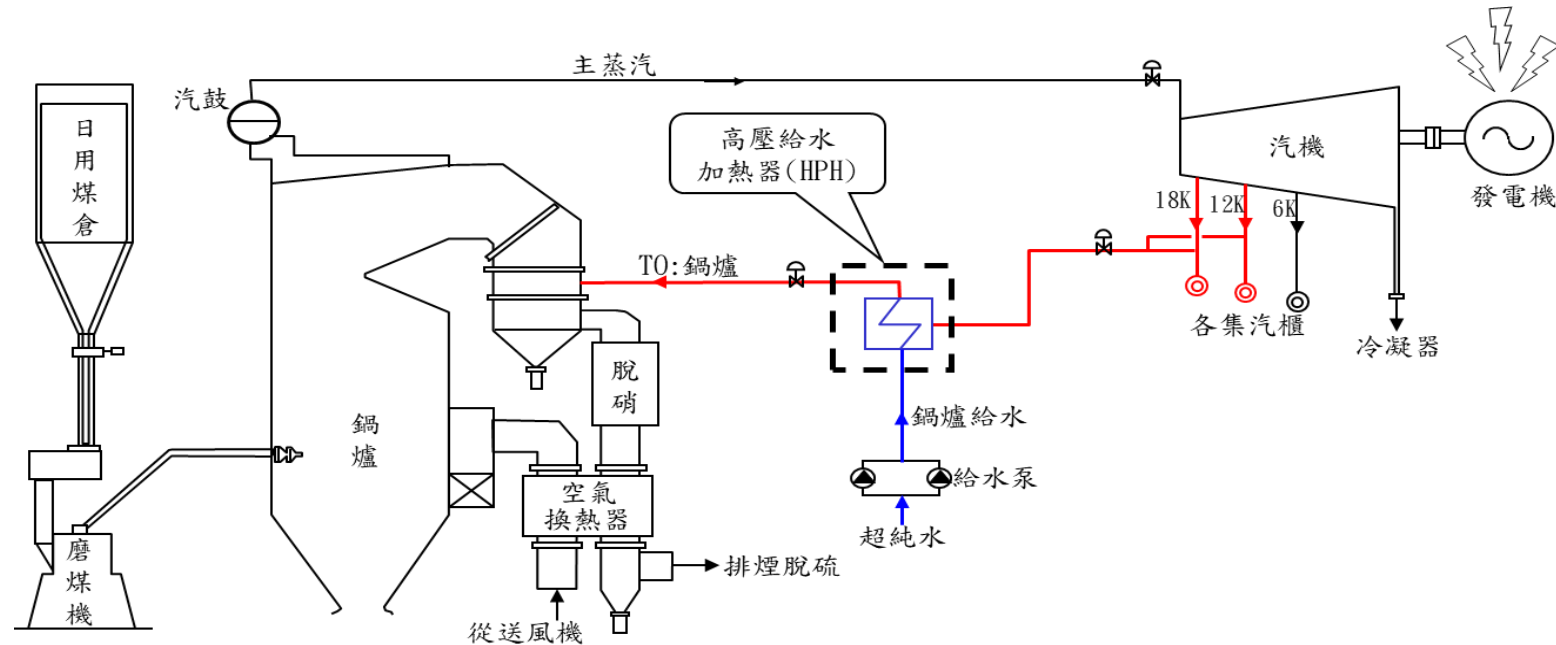 主蒸汽
汽鼓
日
用
煤
倉
高壓給水
加熱器(HPH)
汽機
發電機
18K
12K
6K
TO:鍋爐
各集汽櫃
冷凝器
脫
硝
鍋
爐
鍋爐給水
給水泵
空氣
換熱器
超純水
磨
煤
機
排煙脫硫
從送風機